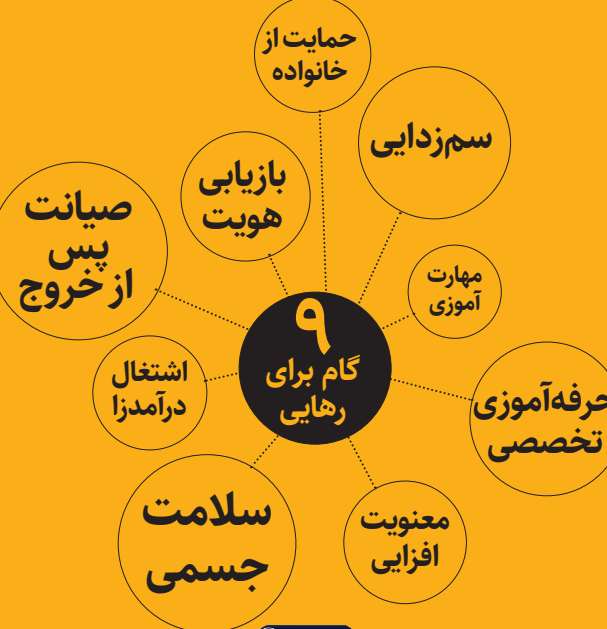 حمایت از
خانواده
سم‌زدایی
بازیابی
هویت
صیانت
پس
از خروج
مهارت
آموزی
۹
گام برای
رهایی
اشتغال
درآمدزا
حرفه‌آموزی
تخصصی
سلامت
جسمی
معنویت
افزایی